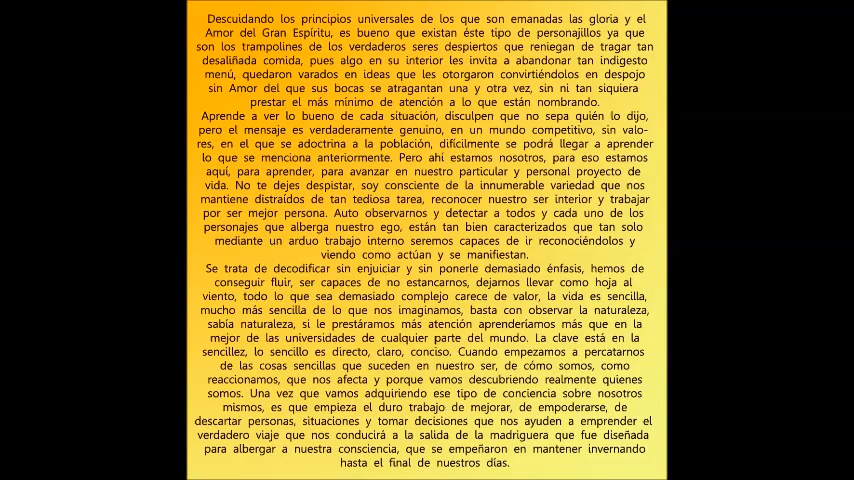 Descuidando los principios universales de los que son emanadas las gloria y el
Amor del Gran Espíritu, es bueno que existan éste tipo de personajillos ya que
son los trampolines de los verdaderos seres despiertos que reniegan de tragar tan
desaliñada comida, pues algo en su interior les invita a abandonar tan indigesto
menú, quedaron varados en ideas que les otorgaron convirtiéndolos en despojo
sin Amor del que sus bocas se atragantan una y otra vez, sin ni tan siquiera
prestar el más mínimo de atención a lo que están nombrando.
Aprende a ver lo bueno de cada situación, disculpen que no sepa quién lo dijo,
pero el mensaje es verdaderamente genuino, en un mundo competitivo, sin valo-
res, en el que se adoctrina a la población, difícilmente se podrá llegar a aprender
lo que se menciona anteriormente. Pero ahí estamos nosotros, para eso estamos
aquí, para aprender, para avanzar en nuestro particular y personal proyecto de
vida. No te dejes despistar, soy consciente de la innumerable variedad que nos
mantiene distraídos de tan tediosa tarea, reconocer nuestro ser interior y trabajar
por ser mejor persona. Auto observarnos y detectar a todos y cada uno de los
personajes que alberga nuestro ego, están tan bien caracterizados que tan solo
mediante un arduo trabajo interno seremos capaces de ir reconociéndolos y
viendo como actúan y se manifiestan.
Se trata de decodificar sin enjuiciar y sin ponerle demasiado énfasis, hemos de
conseguir fluir, ser capaces de no estancarnos, dejarnos llevar como hoja al
viento, todo lo que sea demasiado complejo carece de valor, la vida es sencilla,
mucho más sencilla de lo que nos imaginamos, basta con observar la naturaleza,
sabía naturaleza, si le prestáramos más atención aprenderíamos más que en la
mejor de las universidades de cualquier parte del mundo. La clave está en la
sencillez, lo sencillo es directo, claro, conciso. Cuando empezamos a percatarnos
de las cosas sencillas que suceden en nuestro ser, de cómo somos, como
reaccionamos, que nos afecta y porque vamos descubriendo realmente quienes
somos. Una vez que vamos adquiriendo ese tipo de conciencia sobre nosotros
mismos, es que empieza el duro trabajo de mejorar, de empoderarse, de
descartar personas, situaciones y tomar decisiones que nos ayuden a emprender el
verdadero viaje que nos conducirá a la salida de la madriguera que fue diseñada
para albergar a nuestra consciencia, que se empeñaron en mantener invernando
hasta el final de nuestros días.